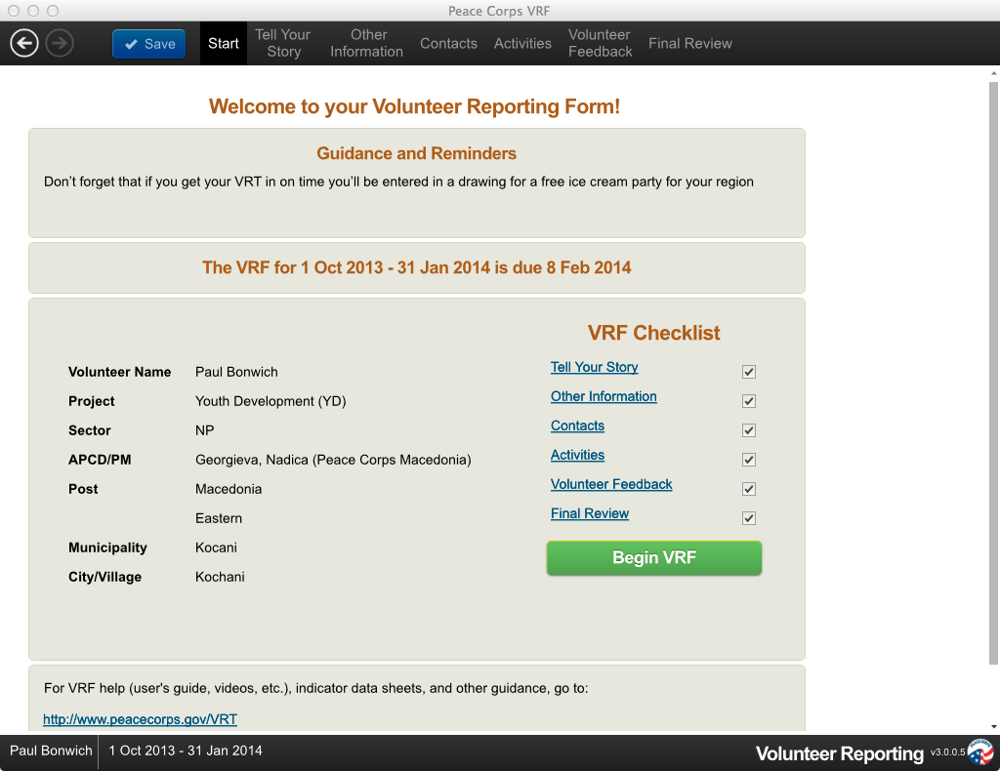 Peace Corps VRF
Save
Start
Tell Your
Story
Other
Information
Contacts
Activities
Volunteer
Feedback
Final Review
Welcome to your Volunteer Reporting Form!
Guidance and Reminders
Don't forget that if you get your VRT in on time you'll be entered in a drawing for a free ice cream party for your region
The VRF for 1 Oct 2013 - 31 Jan 2014 is due 8 Feb 2014
Volunteer Name Paul Bonwich
Project Youth Development (YD)
Sector NP
APCD/PM Georgieva, Nadica (Peace Corps Macedonia)
Post Macedonia
Eastern
Municipality Kocani
City/Village Kochani
VRF Checklist
Tell Your Story
Other Information
Contacts
Activities
Volunteer Feedback
Final Review
Begin VRF
For VRF help (user's guide, videos, etc.), indicator data sheets, and other guidance, go to:
http://www.peacecorps.gov/VRT
Paul Bonwich 1 Oct 2013 - 31 Jan 2014
Volunteer Reporting v3.0.0.5